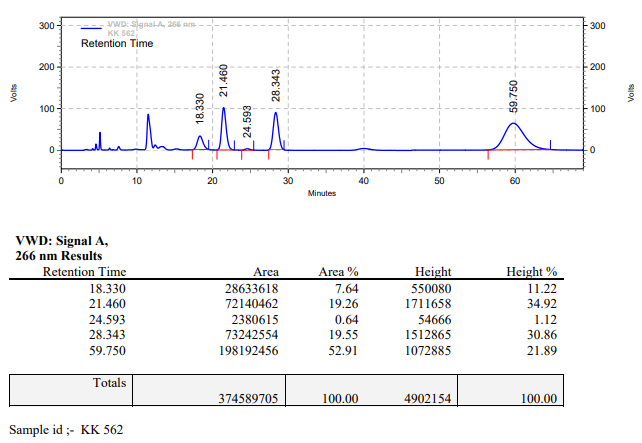 VWD: Signal A, 266 nm
KK 562
Retention Time
300
200
100
0
Volts
300
200
100
0
Volts
18.330
21.460
24.593
28.343
59.750
0 10 20 30 40 50 60
Minutes
VWD: Signal A,
266 nm Results
Retention Time Area Area % Height Height %
18.330 28633618 7.64 550080 11.22
21.460 72140462 19.26 1711658 34.92
24.593 2380615 0.64 54666 1.12
28.343 73242554 19.55 1512865 30.86
59.750 198192456 52.91 1072885 21.89
Totals
374589705 100.00 4902154 100.00
Sample id ;- KK 562